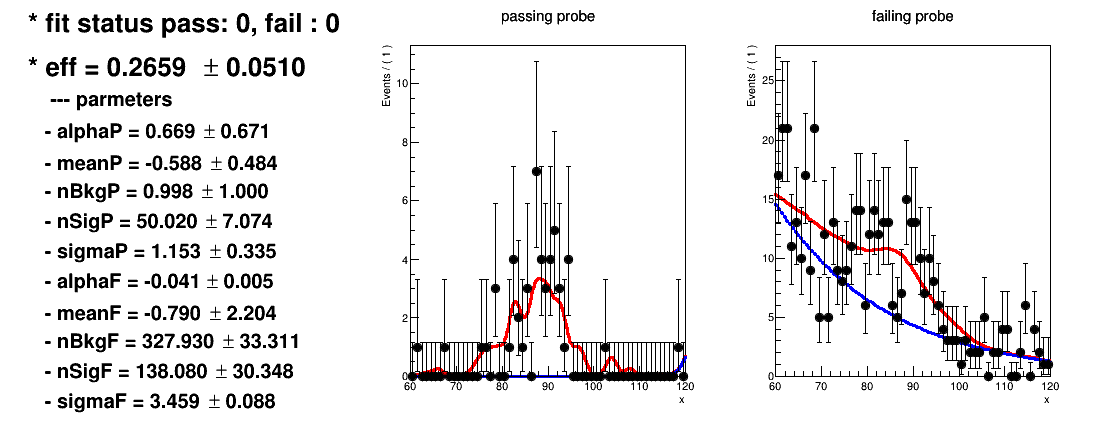 * fit status pass: 0, fail : 0
* eff = 0.2659 ± 0.0510
--- parmeters
- alphaP = 0.669 ± 0.671
- meanP = -0.588 ± 0.484
- nBkgP = 0.998 ± 1.000
- nSigP = 50.020 ± 7.074
- sigmaP = 1.153 ± 0.335
- alphaF = -0.041 ± 0.005
- meanF = -0.790 ± 2.204
- nBkgF = 327.930 ± 33.311
- nSigF = 138.080 ± 30.348
- sigmaF = 3.459 ± 0.088
passing probe
Events / ( 1 )
10
8
6
4
2
0
60 70 80 90 100 110 120
x
failing probe
Events / ( 1 )
25
20
15
10
5
0
60 70 80 90 100 110 120
x